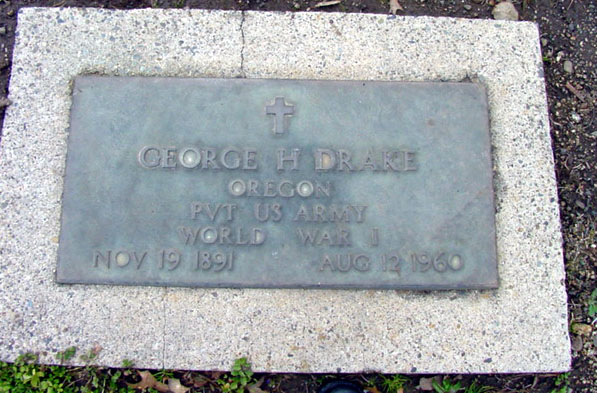 GEORGE H DRAKE
OREGON
PVT US ARMY
WORLD WAR I
NOV 19 1891 AUG 12 1960